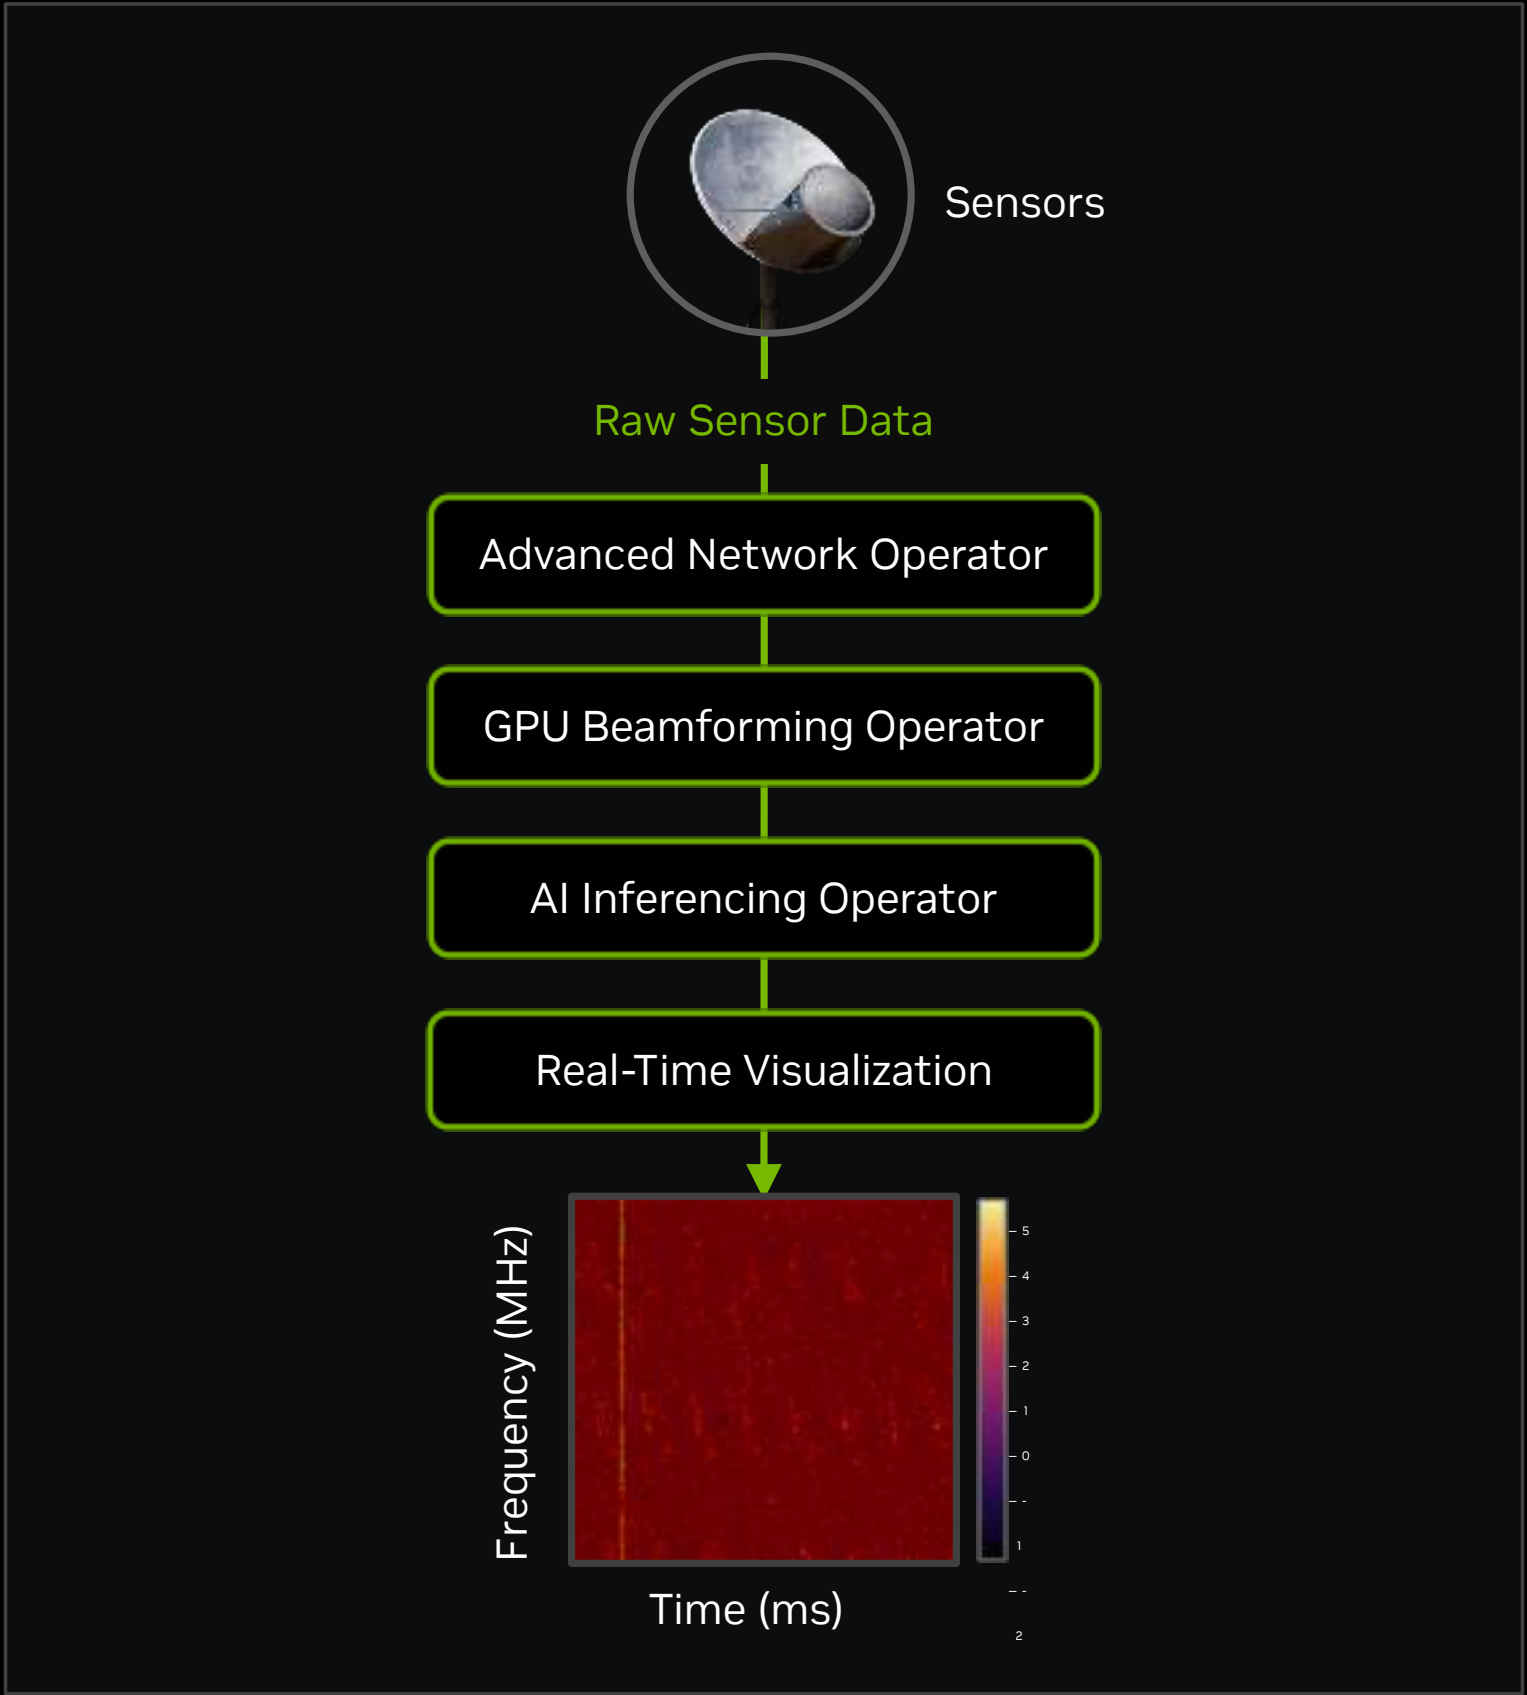 Sensors
Raw Sensor Data
Advanced Network Operator
GPU Beamforming Operator
AI Inferencing Operator
Real-Time Visualization
Frequency (MHz)
– 5
– 4
– 3
– 2
– 1
– 0
– -
1
– -
2
Time (ms)